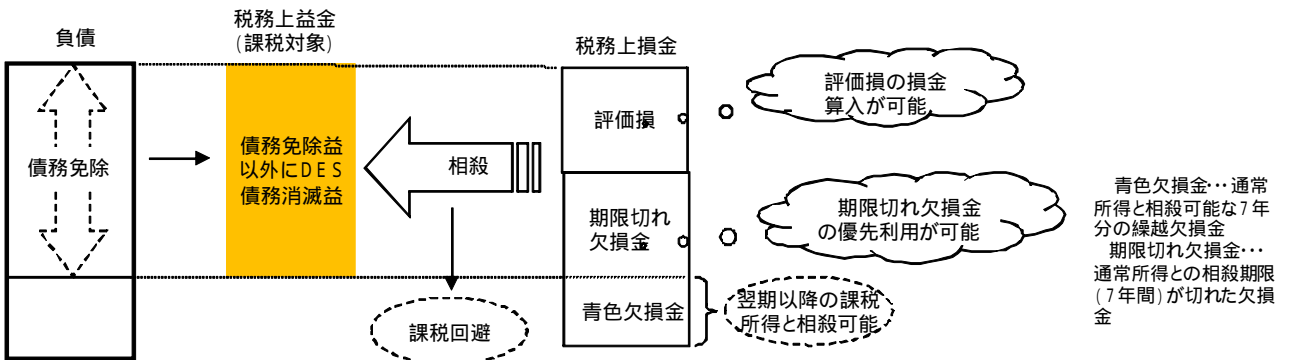 負債
税務上益金
(課税対象)
税務上損金
債務免除
債務免除益
以外にDES
債務消滅益
相殺
評価損
評価損の損金
算入が可能
期限切れ
欠損金
期限切れ欠損金
の優先利用が可能
青色欠損金
翌期以降の課税
所得と相殺可能
課税回避
青色欠損金…通常
所得と相殺可能な7年
分の繰越欠損金
期限切れ欠損金…
通常所得との相殺期限
(7年間)が切れた欠損
金